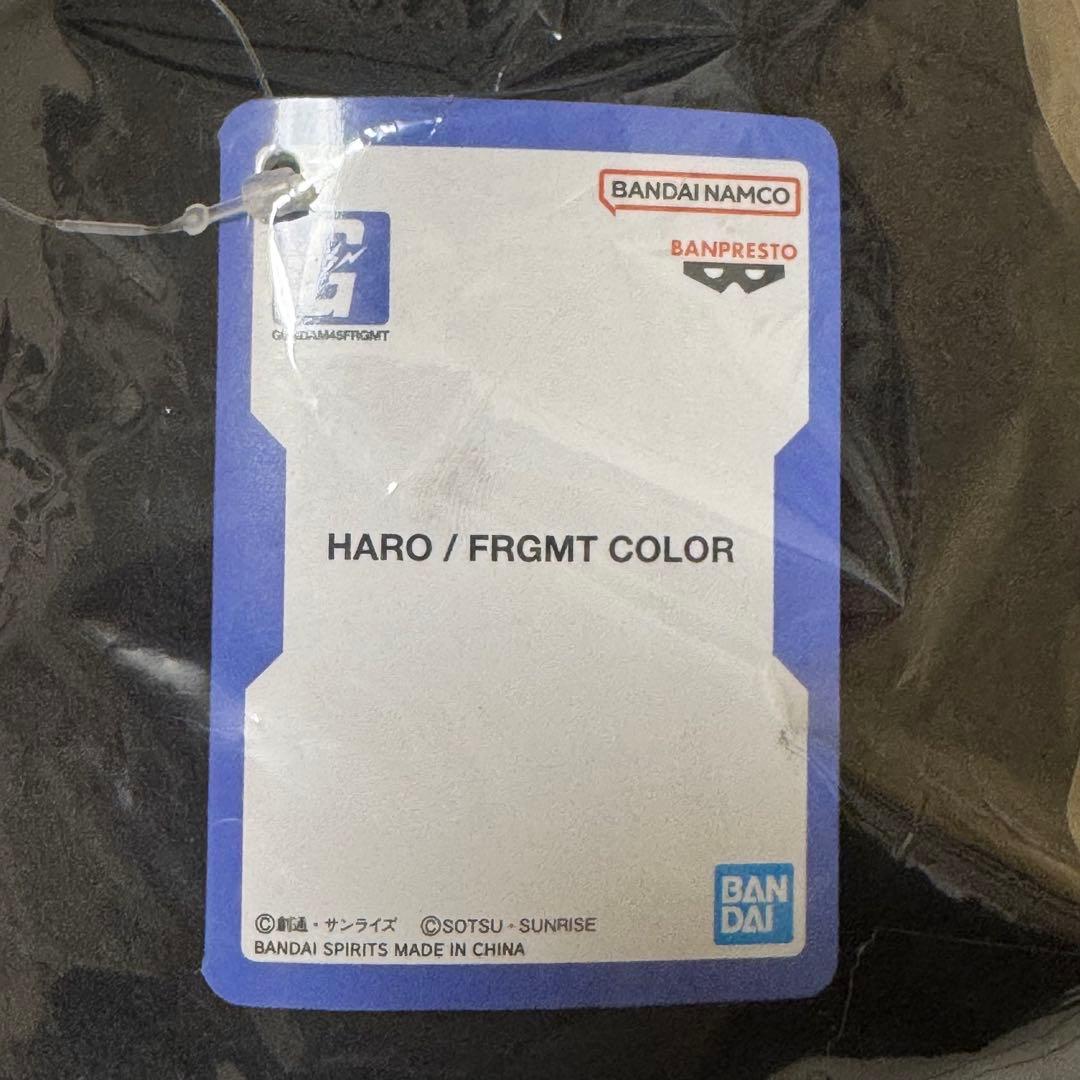 BANDAI NAMCO
BANPRESTO
G
GUNDAM45FRGMT
HARO / FRGMT COLOR
BAN
DAI
©創通・サンライズ ©SOTSU・SUNRISE
BANDAI SPIRITS MADE IN CHINA